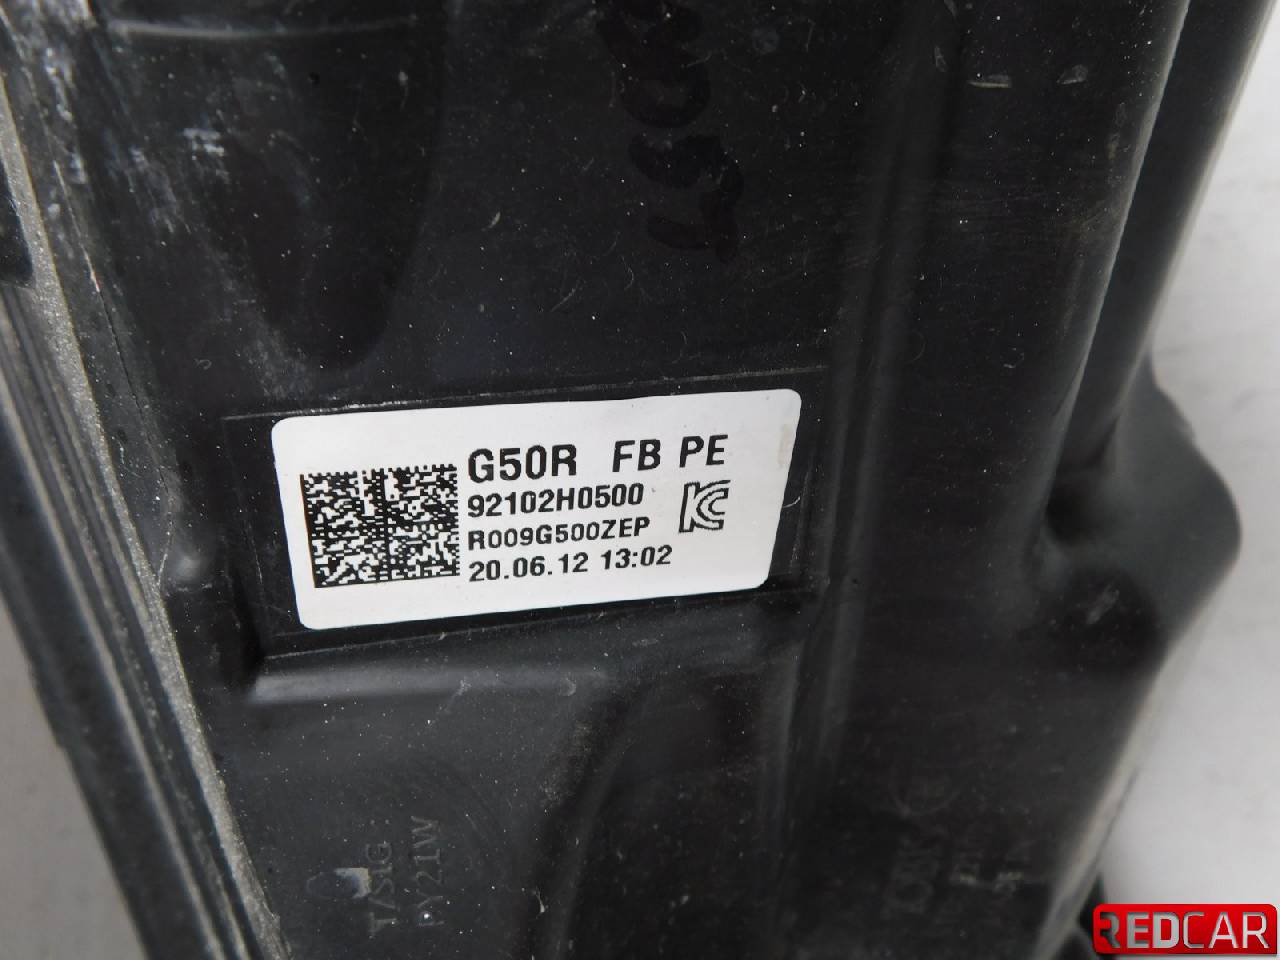 G50R FB PE
92102H0500
R009G500ZEP
20.06.12 13:02
PY21W
REDCAR